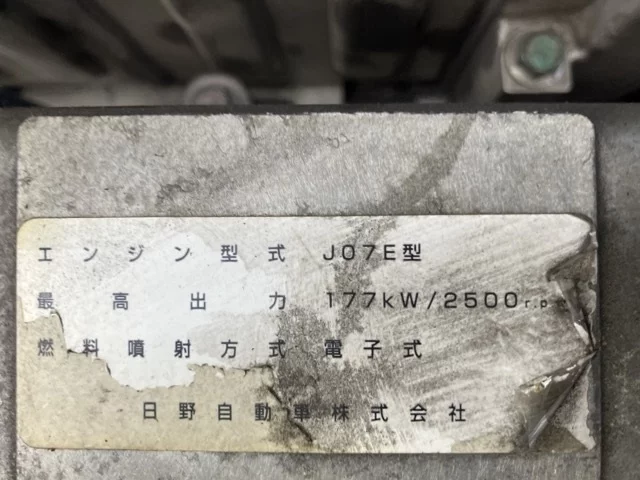 エンジン型式 J07E型
最高出力 177kW/2500r.p
燃料噴射方式 電子式
日野自動車株式会社